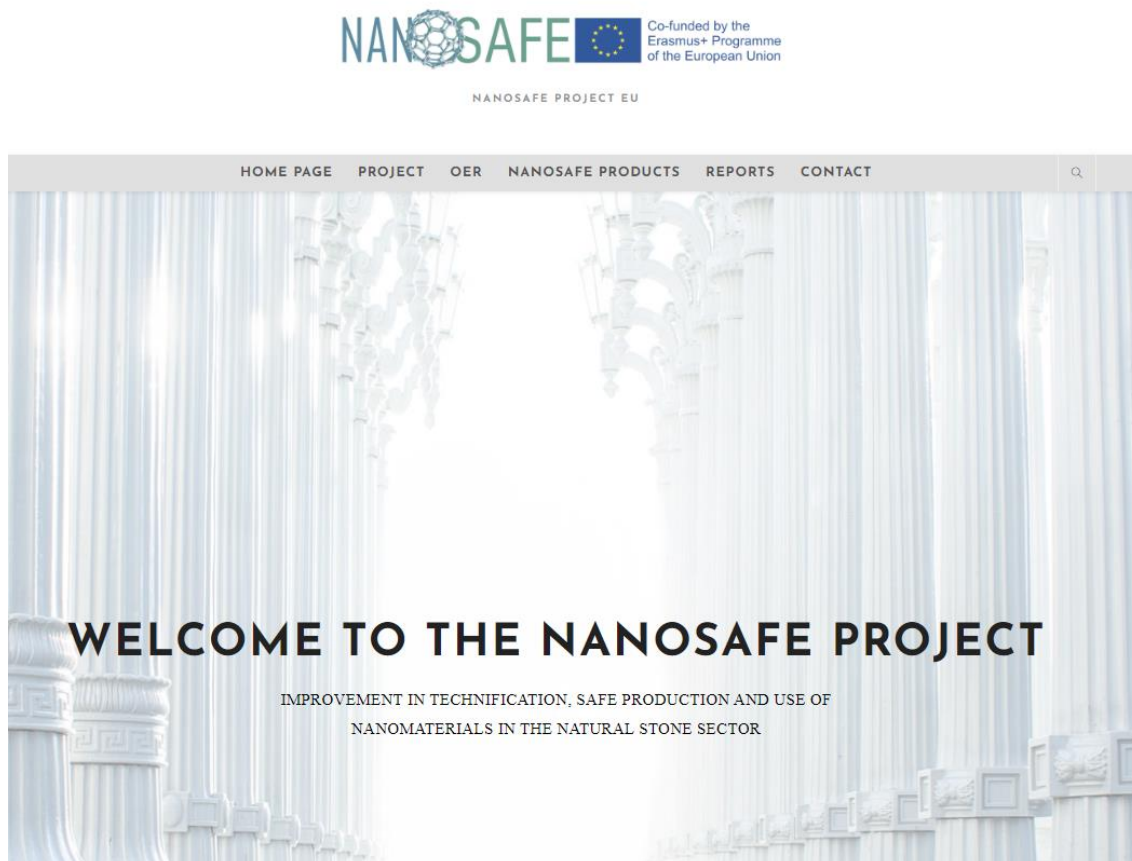 NANOSAFE
Co-funded by the
Erasmus+ Programme
of the European Union
NANOSAFE PROJECT EU
HOME PAGE PROJECT OER NANOSAFE PRODUCTS REPORTS CONTACT
WELCOME TO THE NANOSAFE PROJECT
IMPROVEMENT IN TECHNIFICATION, SAFE PRODUCTION AND USE OF
NANOMATERIALS IN THE NATURAL STONE SECTOR